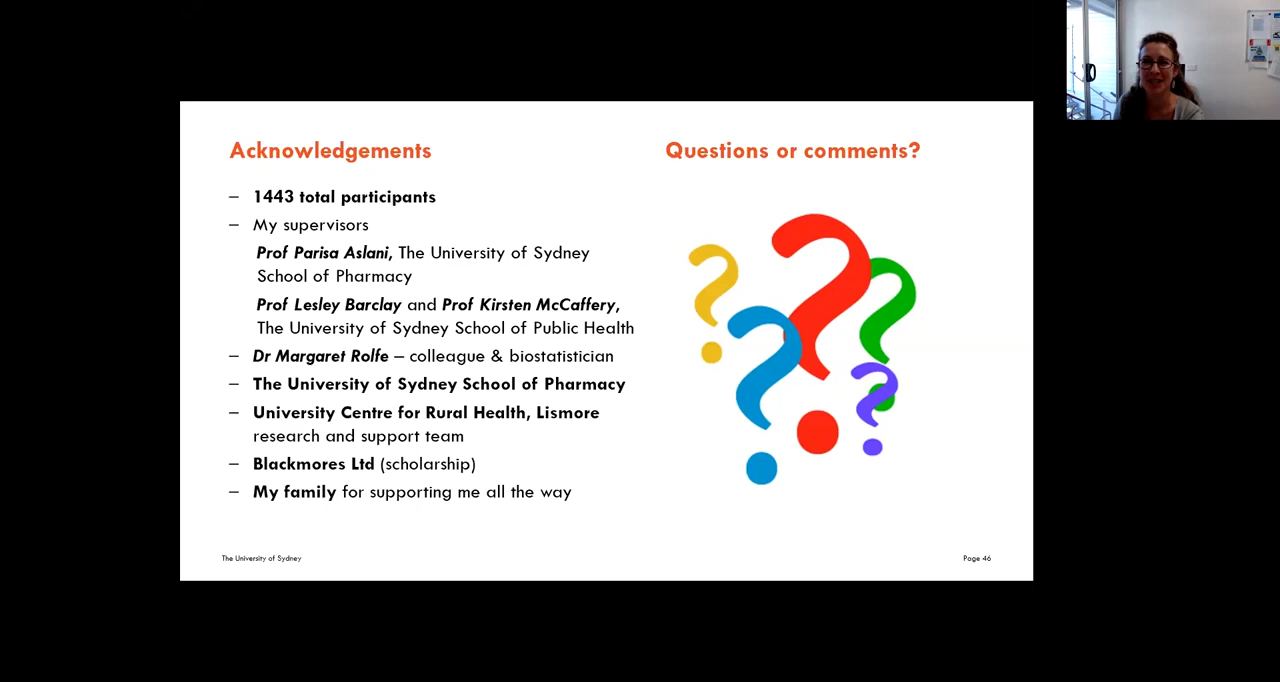 Acknowledgements
– 1443 total participants
– My supervisors
Prof Parisa Aslani, The University of Sydney
School of Pharmacy
Prof Lesley Barclay and Prof Kirsten McCaffery,
The University of Sydney School of Public Health
– Dr Margaret Rolfe – colleague & biostatistician
– The University of Sydney School of Pharmacy
– University Centre for Rural Health, Lismore
research and support team
– Blackmores Ltd (scholarship)
– My family for supporting me all the way
Questions or comments?
? ? ? ? ?
The University of Sydney
Page 46